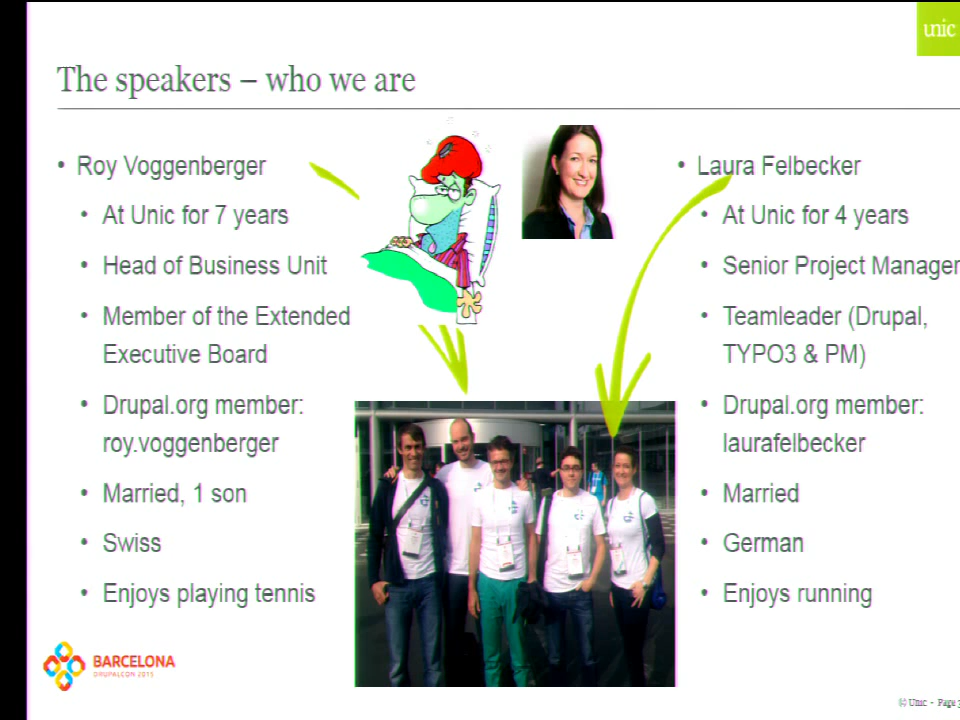 unic
The speakers – who we are
• Roy Voggenberger
• At Unic for 7 years
• Head of Business Unit
• Member of the Extended
Executive Board
• Drupal.org member:
roy.voggenberger
• Married, 1 son
• Swiss
• Enjoys playing tennis
• Laura Felbecker
• At Unic for 4 years
• Senior Project Manager
• Teamleader (Drupal,
TYPO3 & PM)
• Drupal.org member:
laurafelbecker
• Married
• German
• Enjoys running
BARCELONA
DRUPALCON 2015
© Unic - Page